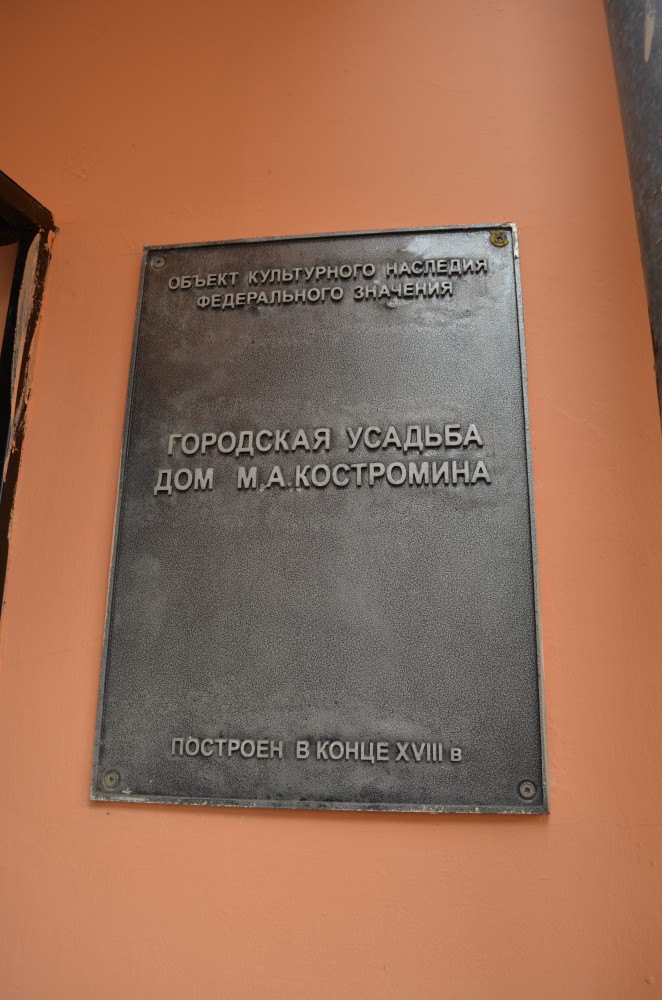 ОБЪЕКТ КУЛЬТУРНОГО НАСЛЕДИЯ
ФЕДЕРАЛЬНОГО ЗНАЧЕНИЯ
ГОРОДСКАЯ УСАДЬБА
ДОМ М.А.КОСТРОМИНА
ПОСТРОЕН В КОНЦЕ XVIII в